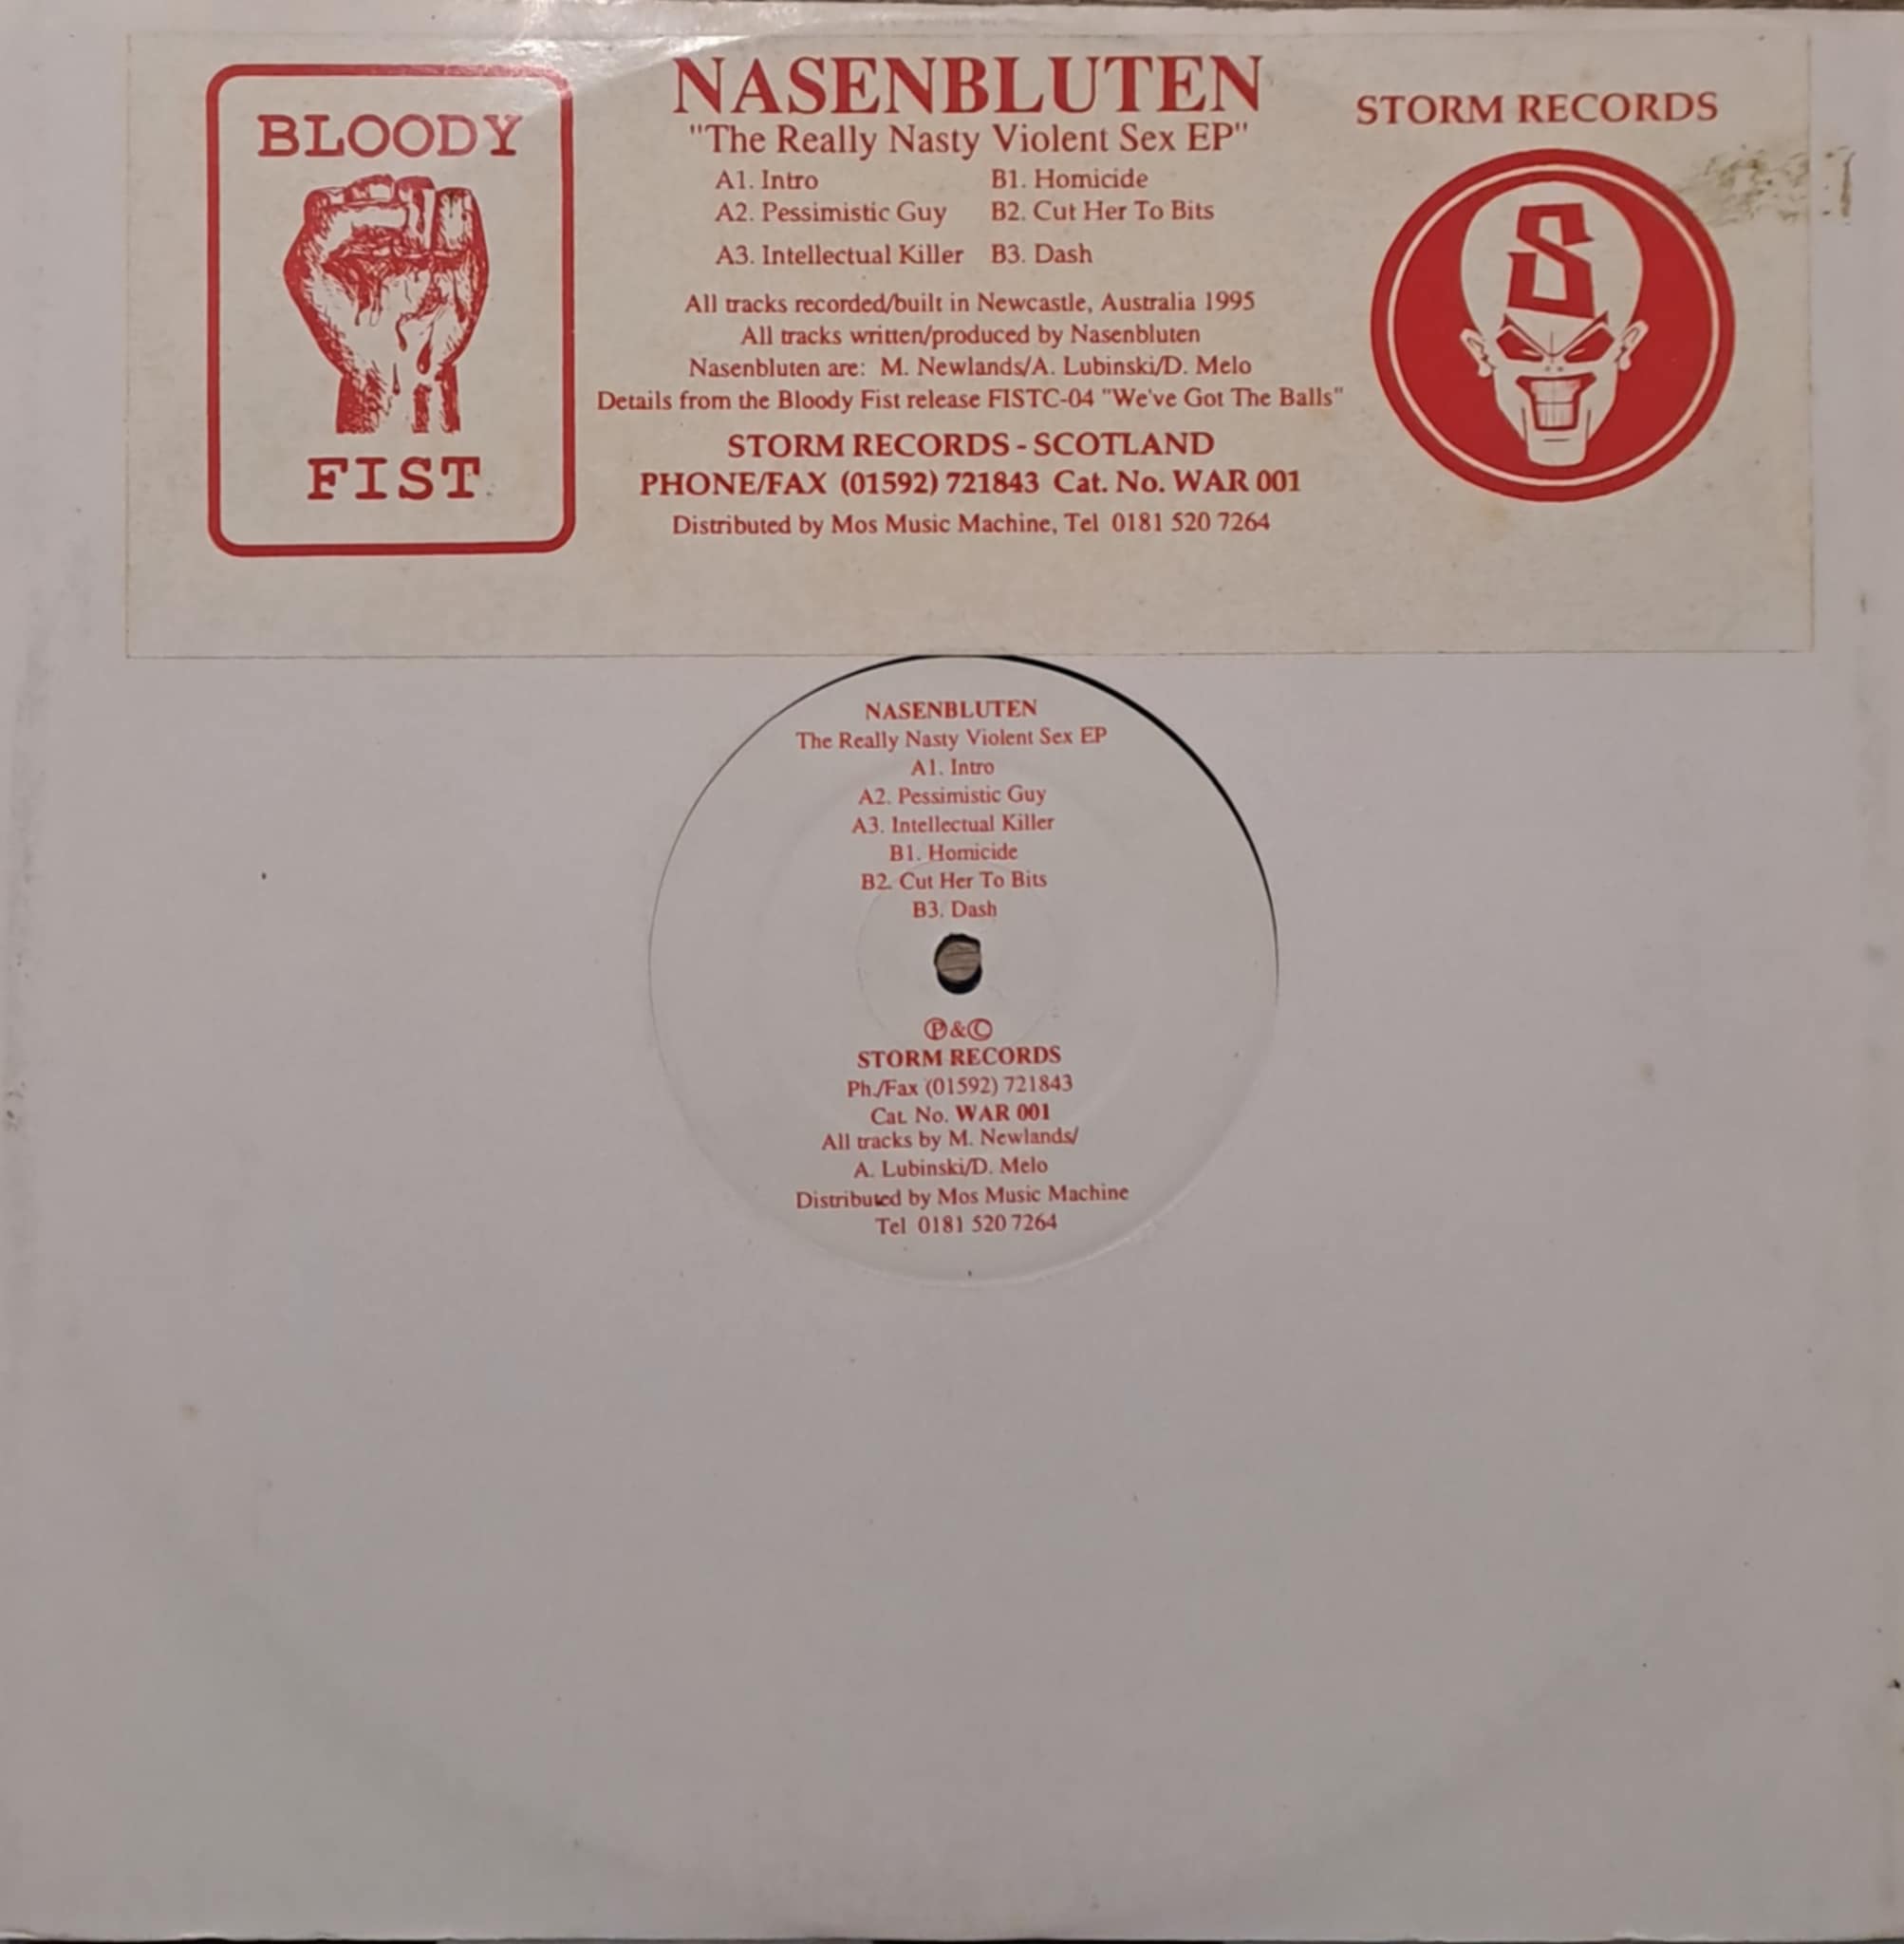 BLOODY
FIST
NASENBLUTEN
"The Really Nasty Violent Sex EP"
A1. Intro B1. Homicide
A2. Pessimistic Guy B2. Cut Her To Bits
A3. Intellectual Killer B3. Dash
All tracks recorded/built in Newcastle, Australia 1995
All tracks written/produced by Nasenbluten
Nasenbluten are: M. Newlands/A. Lubinski/D. Melo
Details from the Bloody Fist release FISTC-04 "We've Got The Balls"
STORM RECORDS - SCOTLAND
PHONE/FAX (01592) 721843 Cat. No. WAR 001
Distributed by Mos Music Machine, Tel 0181 520 7264
STORM RECORDS
S
NASENBLUTEN
The Really Nasty Violent Sex EP
A1. Intro
A2. Pessimistic Guy
A3. Intellectual Killer
B1. Homicide
B2. Cut Her To Bits
B3. Dash
Ⓟ&Ⓒ
STORM RECORDS
Ph./Fax (01592) 721843
Cat. No. WAR 001
All tracks by M. Newlands/
A. Lubinski/D. Melo
Distributed by Mos Music Machine
Tel 0181 520 7264